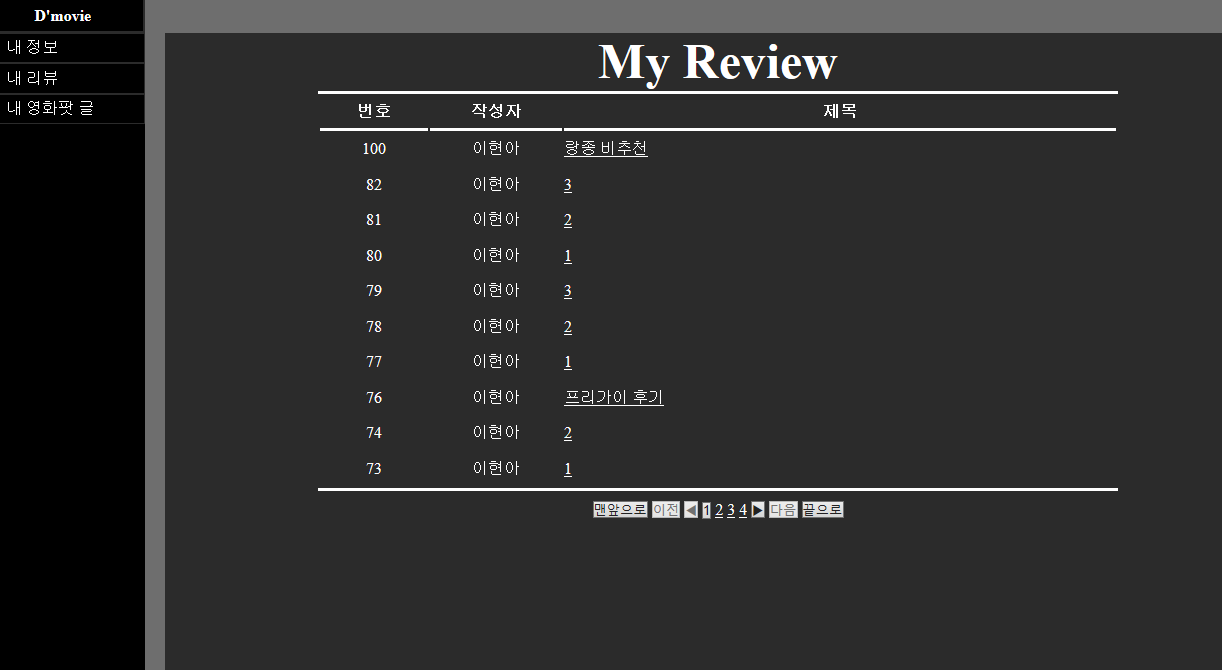 D'movie
내 정보
내 리뷰
내 영화팟 글
My Review
번호 작성자 제목
100 이현아 랑종 비추천
82 이현아 3
81 이현아 2
80 이현아 1
79 이현아 3
78 이현아 2
77 이현아 1
76 이현아 프리가이 후기
74 이현아 2
73 이현아 1
맨앞으로 이전 ◀ 1 2 3 4 ▶ 다음 끝으로